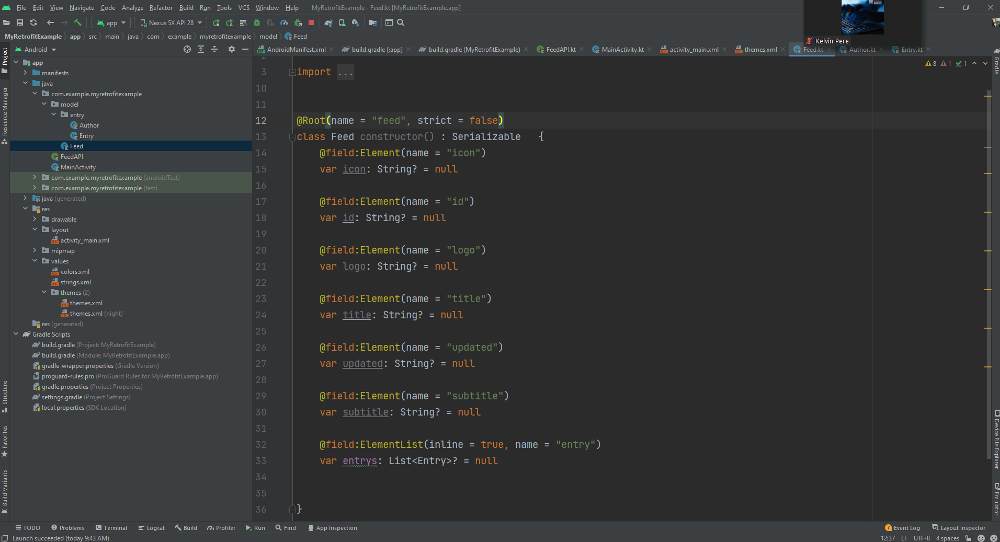 File Edit View Navigate Code Analyze Refactor Build Run Tools VCS Window Help MyRetrofitExample - Feed.kt [MyRetrofitExample.app]
app Nexus 5X API 28
DOJO
Kelvin Pere
MyRetrofitExample app src main java com example myretrofitexample model Feed
Android
AndroidManifest.xml build.gradle (:app) build.gradle (MyRetrofitExample) FeedAPI.kt MainActivity.kt activity_main.xml themes.xml Feed.kt Author.kt Entry.kt
Project
Resource Manager
Structure
Favorites
Build Variants
app
manifests
java
com.example.myretrofitexample
model
entry
Author
Entry
Feed
FeedAPI
MainActivity
com.example.myretrofitexample (androidTest)
com.example.myretrofitexample (test)
java (generated)
res
drawable
layout
activity_main.xml
mipmap
values
colors.xml
strings.xml
themes (2)
themes.xml
themes.xml (night)
res (generated)
Gradle Scripts
build.gradle (Project: MyRetrofitExample)
build.gradle (Module: MyRetrofitExample.app)
gradle-wrapper.properties (Gradle Version)
proguard-rules.pro (ProGuard Rules for MyRetrofitExample.app)
gradle.properties (Project Properties)
settings.gradle (Project Settings)
local.properties (SDK Location)
8 1 1
2
3 import ...
10
11
12 @Root(name = "feed", strict = false)
13 class Feed constructor() : Serializable {
14 @field:Element(name = "icon")
15 var icon: String? = null
16
17 @field:Element(name = "id")
18 var id: String? = null
19
20 @field:Element(name = "logo")
21 var logo: String? = null
22
23 @field:Element(name = "title")
24 var title: String? = null
25
26 @field:Element(name = "updated")
27 var updated: String? = null
28
29 @field:Element(name = "subtitle")
30 var subtitle: String? = null
31
32 @field:ElementList(inline = true, name = "entry")
33 var entrys: List<Entry>? = null
34
35
36 }
Gradle
Device File Explorer
Emulator
TODO Problems Terminal Logcat Build Profiler Run Find App Inspection 7 Event Log Layout Inspector
Launch succeeded (today 9:43 AM) 12:37 LF UTF-8 4 spaces